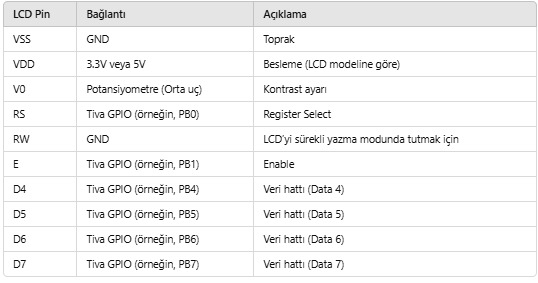 LCD Pin Bağlantı Açıklama
VSS GND Toprak
VDD 3.3V veya 5V Besleme (LCD modeline göre)
V0 Potansiyometre (Orta uç) Kontrast ayarı
RS Tiva GPIO (örneğin, PB0) Register Select
RW GND LCD'yi sürekli yazma modunda tutmak için
E Tiva GPIO (örneğin, PB1) Enable
D4 Tiva GPIO (örneğin, PB4) Veri hattı (Data 4)
D5 Tiva GPIO (örneğin, PB5) Veri hattı (Data 5)
D6 Tiva GPIO (örneğin, PB6) Veri hattı (Data 6)
D7 Tiva GPIO (örneğin, PB7) Veri hattı (Data 7)